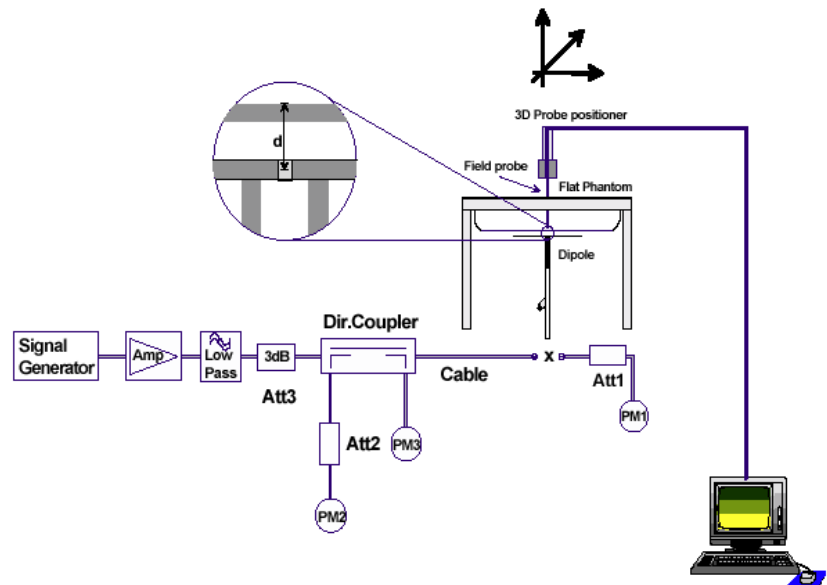 3D Probe positioner
d
Field probe
Flat Phantom
Dipole
Dir.Coupler
Signal
Generator
Amp
Low
Pass
3dB
Cable
x
Att1
Att3
PM1
Att2
PM3
PM2